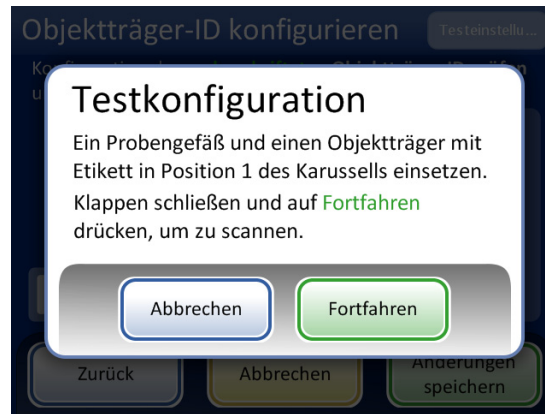 Objektträger-ID konfigurieren
Testeinstellu...
Testkonfiguration
Ein Probengefäß und einen Objektträger mit
Etikett in Position 1 des Karussells einsetzen.
Klappen schließen und auf Fortfahren
drücken, um zu scannen.
Abbrechen
Fortfahren
Zurück
Abbrechen
Änderungen
speichern